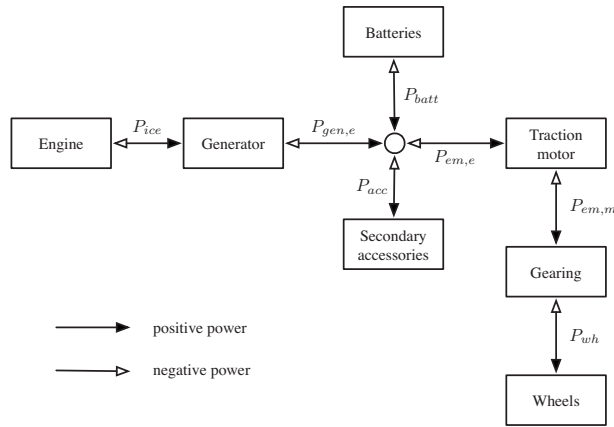 Batteries
P_batt
P_ice
P_gen,e
Engine
Generator
P_em,e
Traction
motor
P_acc
P_em,m
Secondary
accessories
Gearing
positive power
P_wh
negative power
Wheels